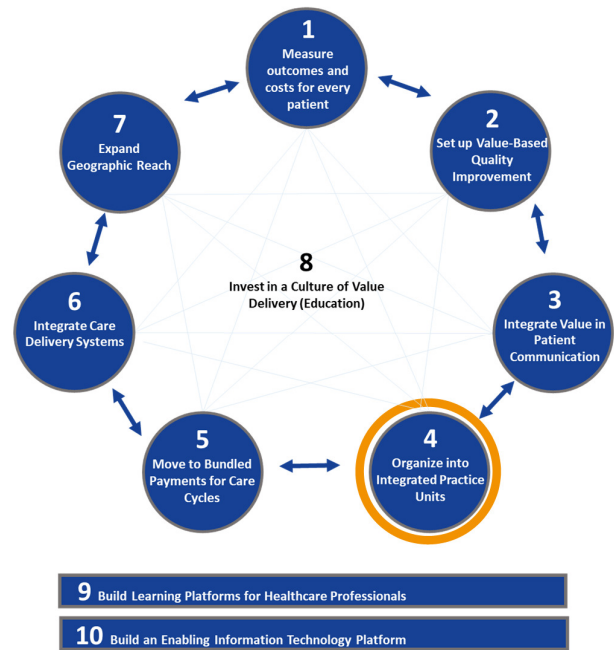 1
Measure
outcomes and
costs for every
patient
2
Set up Value-Based
Quality
Improvement
3
Integrate Value in
Patient
Communication
4
Organize into
Integrated Practice
Units
5
Move to Bundled
Payments for Care
Cycles
6
Integrate Care
Delivery Systems
7
Expand
Geographic Reach
8
Invest in a Culture of Value
Delivery (Education)
9 Build Learning Platforms for Healthcare Professionals
10 Build an Enabling Information Technology Platform